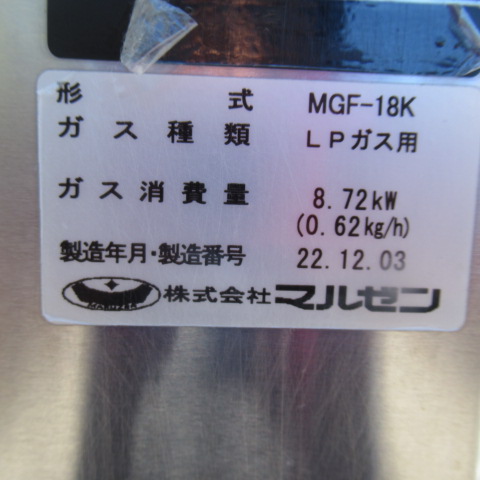 形式 MGF-18K
ガス種類 LPガス用
ガス消費量 8.72kW
(0.62kg/h)
製造年月・製造番号 22.12.03
MARUZEN 株式会社マルゼン